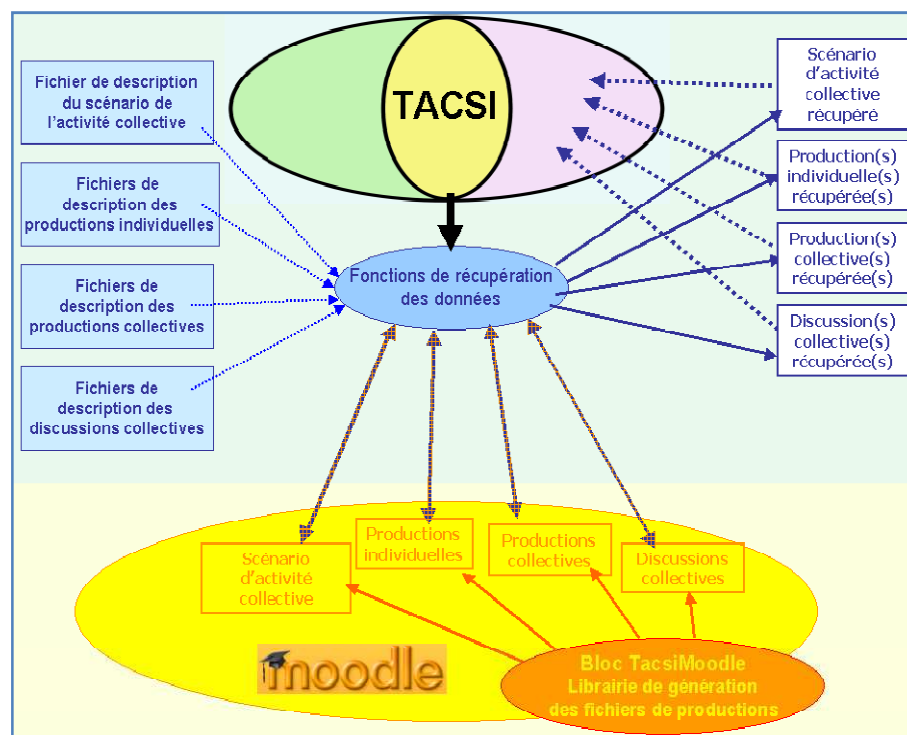 TACSI
Fichier de description
du scénario de
l'activité collective
Fichiers de
description des
productions individuelles
Fichiers de
description des
productions collectives
Fichiers de
description des
discussions collectives
Fonctions de récupération
des données
Scénario
d'activité
collective
récupéré
Production(s)
individuelle(s)
récupérée(s)
Production(s)
collective(s)
récupérée(s)
Discussion(s)
collective(s)
récupérée(s)
Scénario
d'activité
collective
Productions
individuelles
Productions
collectives
Discussions
collectives
moodle
Bloc TacsiMoodle
Librairie de génération
des fichiers de productions